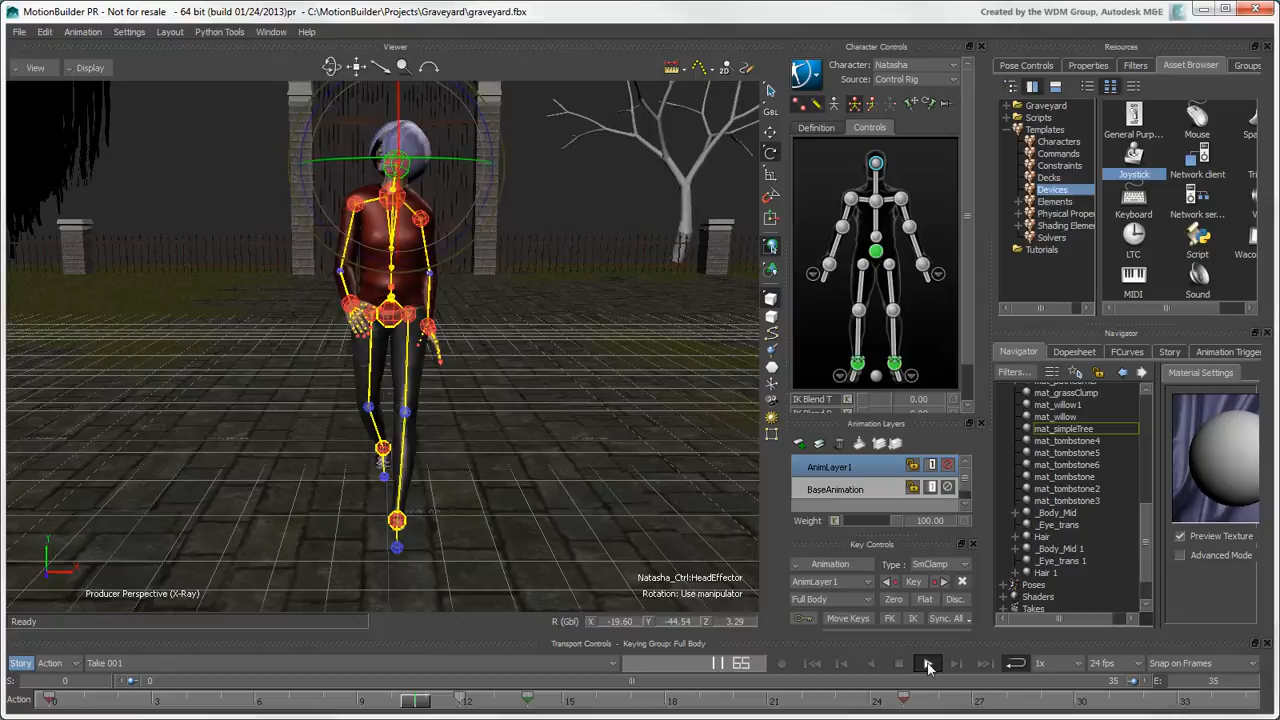 MotionBuilder PR - Not for resale - 64 bit (build 01/24/2013)pr - C:\MotionBuilder\Projects\Graveyard\graveyard.fbx
Created by the WDM Group, Autodesk M&E
File Edit Animation Settings Layout Python Tools Window Help
Viewer
View Display
2D
GBL
Natasha_Ctrl:HeadEffector
Rotation: Use manipulator
Producer Perspective (X-Ray)
Y
X
Ready
R (Gbl) X -19.60 Y -44.54 Z 3.29
Character Controls
Character: Natasha
Source: Control Rig
Definition Controls
IK Blend T 0.00
Animation Layers
AnimLayer1
BaseAnimation
Weight 100.00
Key Controls
Animation Type : SmClamp
AnimLayer1 Key
Full Body Zero Flat Disc.
Move Keys FK IK Sync. All
Resources
Pose Controls Properties Filters Asset Browser Groups
Graveyard
Scripts
Templates
Characters
Commands
Constraints
Decks
Devices
Elements
Physical Proper
Shading Eleme
Solvers
Tutorials
General Purp... Mouse Spa
Joystick Network client Tri
Keyboard Network ser...
LTC Script Waco
MIDI Sound
Navigator
Navigator Dopesheet FCurves Story Animation Trigge
Filters...
mat_grassClump
mat_willow1
mat_willow
mat_simpleTree
mat_tombstone4
mat_tombstone5
mat_tombstone6
mat_tombstone
mat_tombstone2
mat_tombstone3
_Body_Mid
_Eye_trans
Hair
_Body_Mid 1
_Eye_trans 1
Hair 1
Poses
Shaders
Takes
Material Settings
Preview Texture
Advanced Mode
Transport Controls - Keying Group: Full Body
Story Action Take 001 11 65 1x 24 fps Snap on Frames
S: 0 0 35 E: 35
Action 3 6 9 12 15 18 21 24 27 30 33